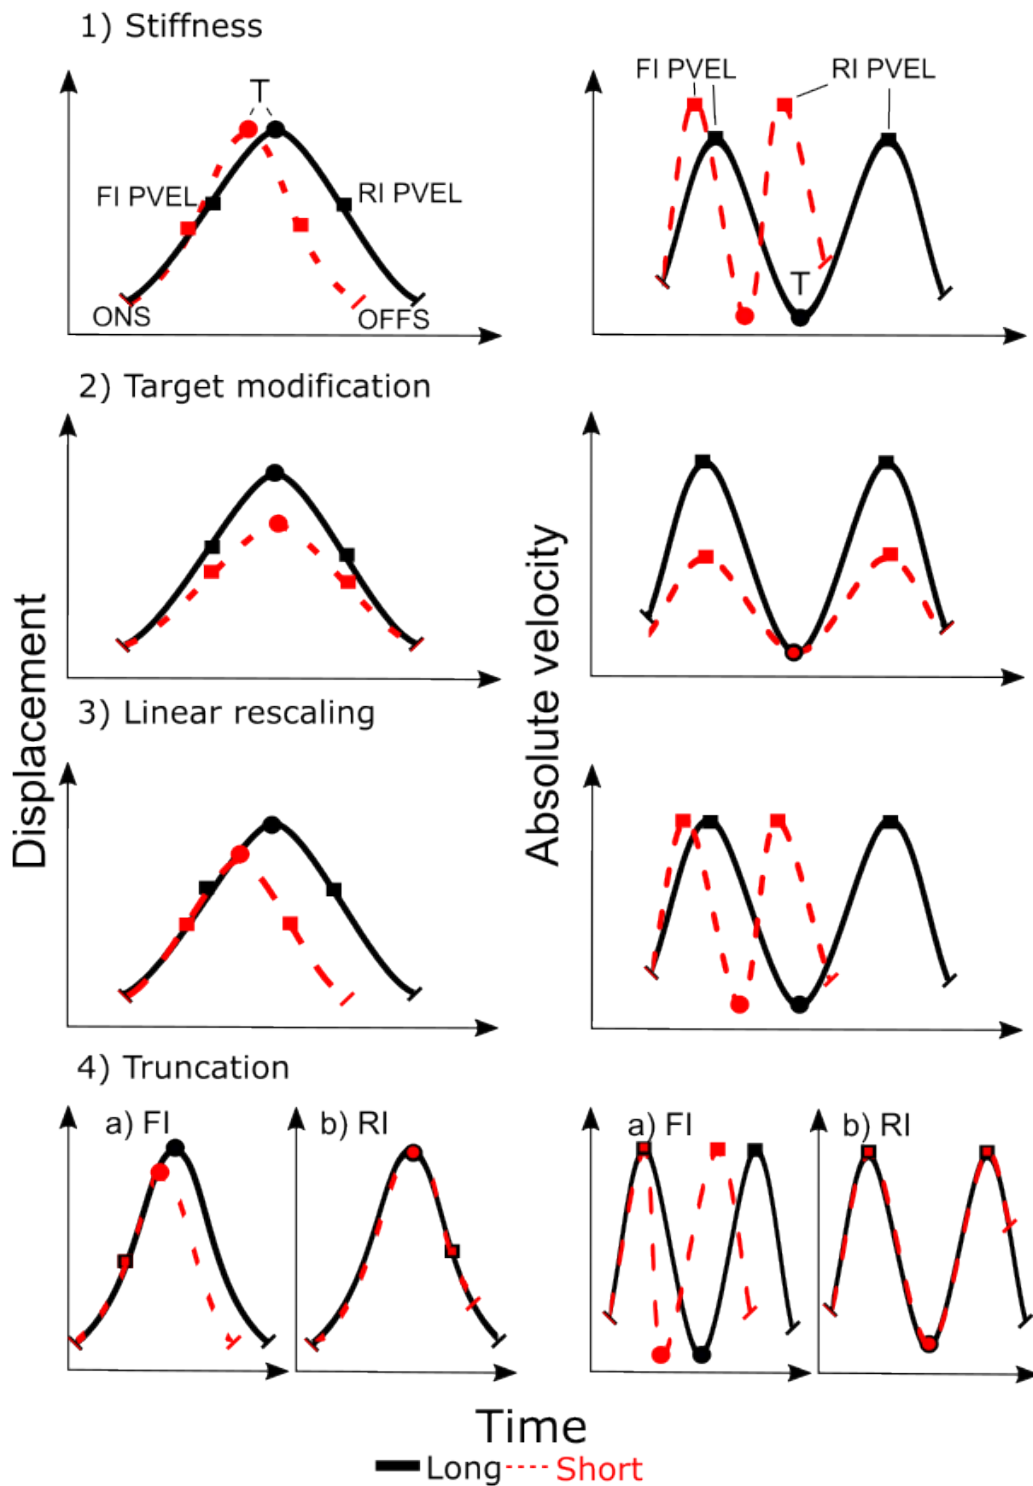 1) Stiffness
T
FI PVEL
RI PVEL
ONS
OFFS
FI PVEL
RI PVEL
T
2) Target modification
Displacement
Absolute velocity
3) Linear rescaling
4) Truncation
a) FI
b) RI
a) FI
b) RI
Time
Long Short